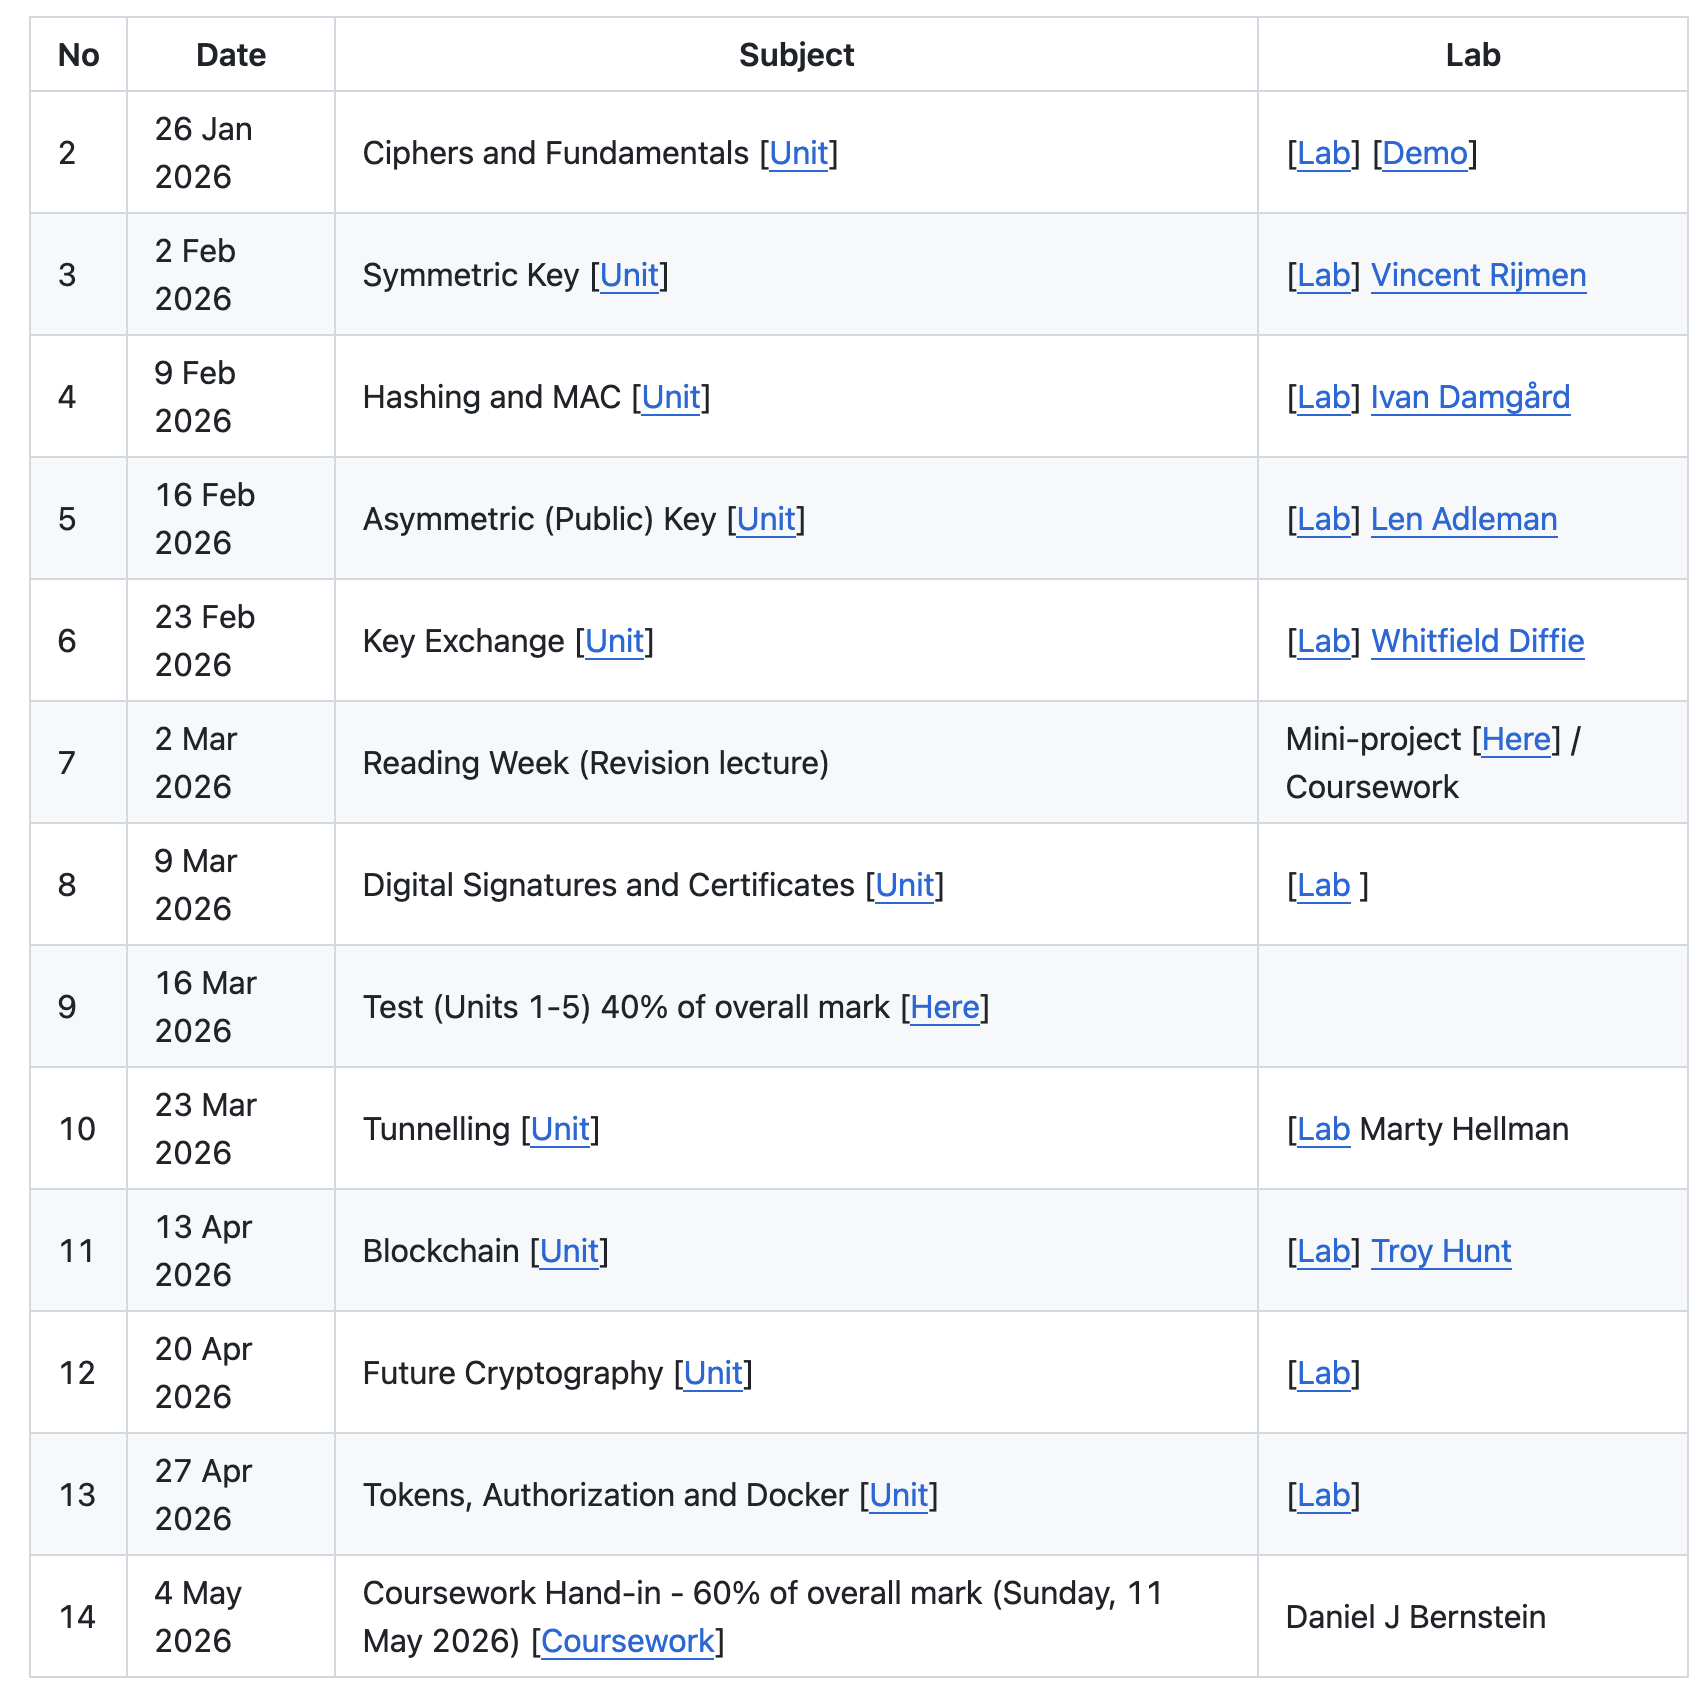 No Date Subject Lab
2 26 Jan 2026 Ciphers and Fundamentals [Unit] [Lab] [Demo]
3 2 Feb 2026 Symmetric Key [Unit] [Lab] Vincent Rijmen
4 9 Feb 2026 Hashing and MAC [Unit] [Lab] Ivan Damgård
5 16 Feb 2026 Asymmetric (Public) Key [Unit] [Lab] Len Adleman
6 23 Feb 2026 Key Exchange [Unit] [Lab] Whitfield Diffie
7 2 Mar 2026 Reading Week (Revision lecture) Mini-project [Here] / Coursework
8 9 Mar 2026 Digital Signatures and Certificates [Unit] [Lab ]
9 16 Mar 2026 Test (Units 1-5) 40% of overall mark [Here]
10 23 Mar 2026 Tunnelling [Unit] [Lab Marty Hellman
11 13 Apr 2026 Blockchain [Unit] [Lab] Troy Hunt
12 20 Apr 2026 Future Cryptography [Unit] [Lab]
13 27 Apr 2026 Tokens, Authorization and Docker [Unit] [Lab]
14 4 May 2026 Coursework Hand-in - 60% of overall mark (Sunday, 11 May 2026) [Coursework] Daniel J Bernstein